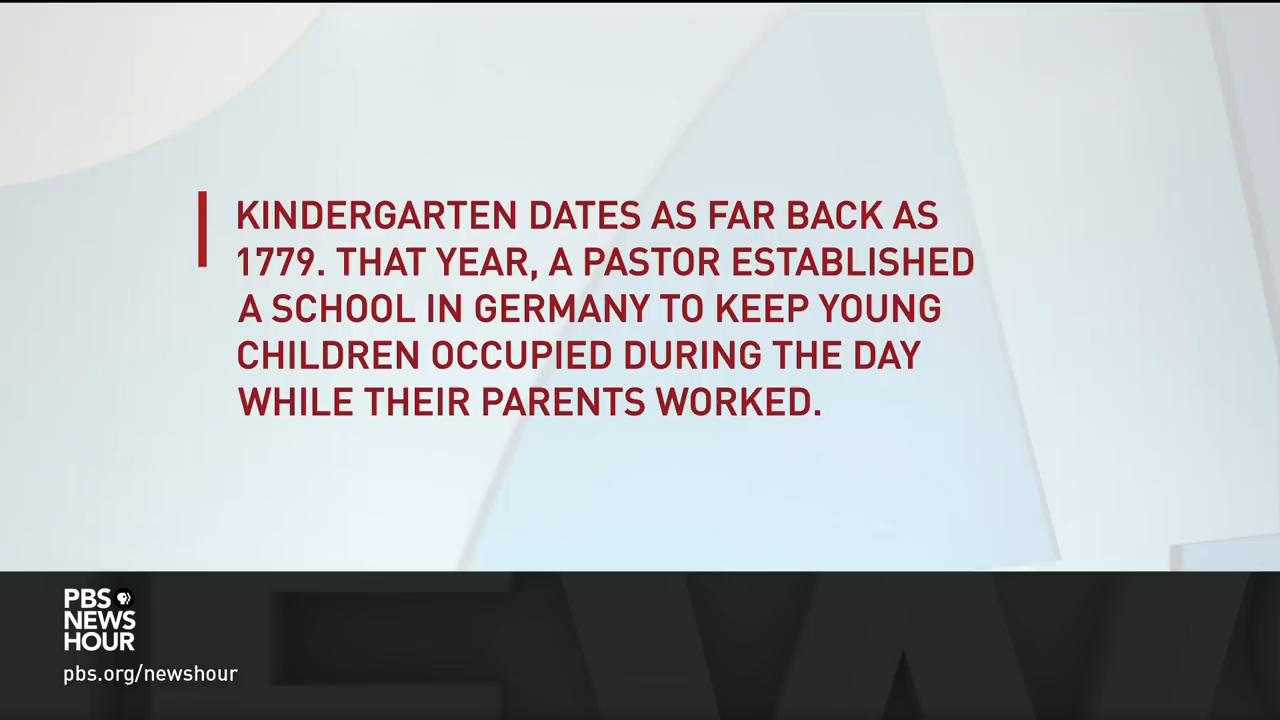 KINDERGARTEN DATES AS FAR BACK AS
1779. THAT YEAR, A PASTOR ESTABLISHED
A SCHOOL IN GERMANY TO KEEP YOUNG
CHILDREN OCCUPIED DURING THE DAY
WHILE THEIR PARENTS WORKED.
PBS
NEWS
HOUR
pbs.org/newshour